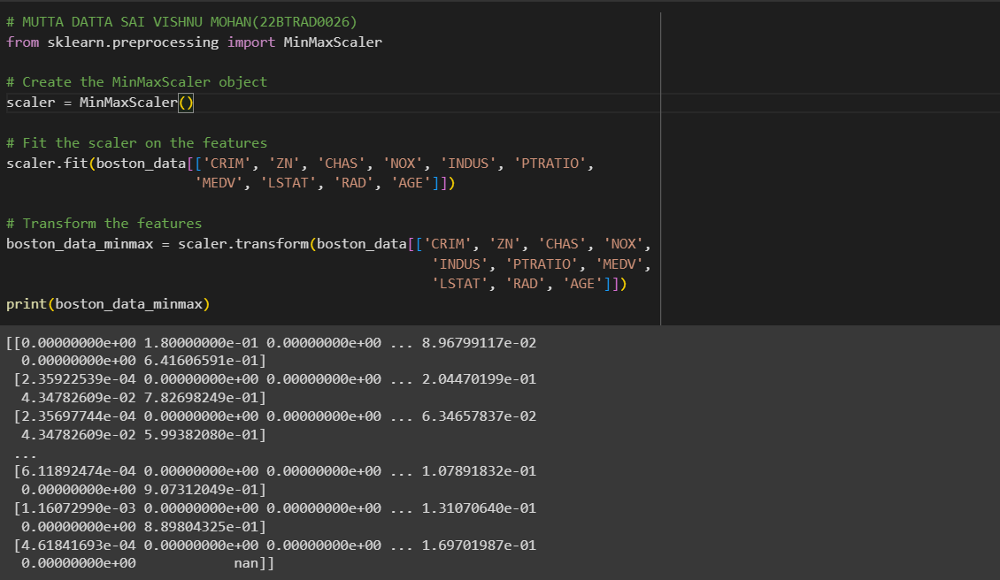 # MUTTA DATTA SAI VISHNU MOHAN(22BTRAD0026)
from sklearn.preprocessing import MinMaxScaler
# Create the MinMaxScaler object
scaler = MinMaxScaler()
# Fit the scaler on the features
scaler.fit(boston_data[['CRIM', 'ZN', 'CHAS', 'NOX', 'INDUS', 'PTRATIO',
'MEDV', 'LSTAT', 'RAD', 'AGE']])
# Transform the features
boston_data_minmax = scaler.transform(boston_data[['CRIM', 'ZN', 'CHAS', 'NOX',
'INDUS', 'PTRATIO', 'MEDV',
'LSTAT', 'RAD', 'AGE']])
print(boston_data_minmax)
[[0.00000000e+00 1.80000000e-01 0.00000000e+00 ... 8.96799117e-02
0.00000000e+00 6.41606591e-01]
[2.35922539e-04 0.00000000e+00 0.00000000e+00 ... 2.04470199e-01
4.34782609e-02 7.82698249e-01]
[2.35697744e-04 0.00000000e+00 0.00000000e+00 ... 6.34657837e-02
4.34782609e-02 5.99382080e-01]
...
[6.11892474e-04 0.00000000e+00 0.00000000e+00 ... 1.07891832e-01
0.00000000e+00 9.07312049e-01]
[1.16072990e-03 0.00000000e+00 0.00000000e+00 ... 1.31070640e-01
0.00000000e+00 8.89804325e-01]
[4.61841693e-04 0.00000000e+00 0.00000000e+00 ... 1.69701987e-01
0.00000000e+00 nan]]